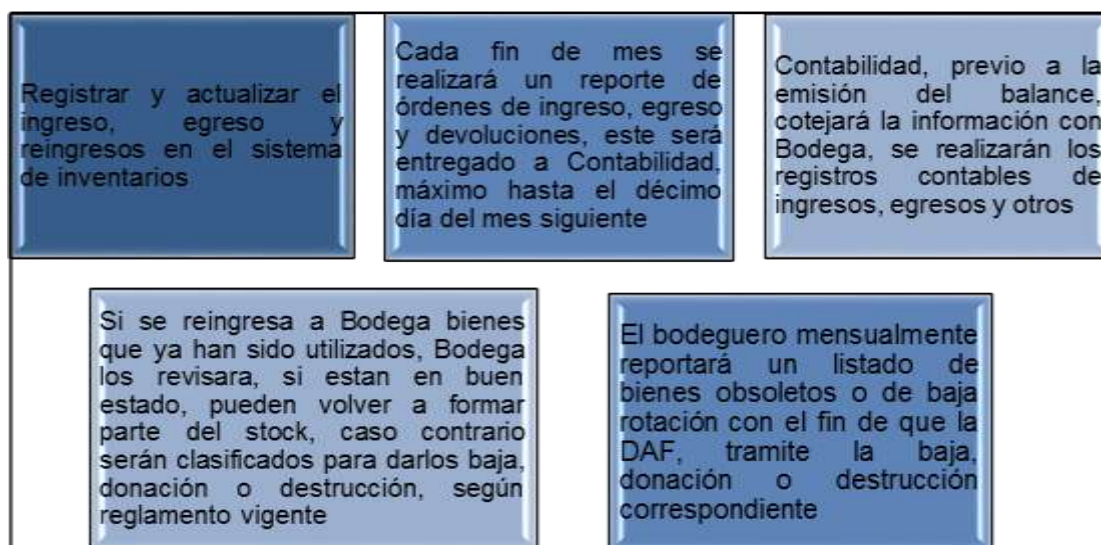 Registrar y actualizar el
ingreso, egreso y
reingresos en el sistema
de inventarios
Cada fin de mes se
realizará un reporte de
órdenes de ingreso, egreso
y devoluciones, este será
entregado a Contabilidad,
máximo hasta el décimo
día del mes siguiente
Contabilidad, previo a la
emisión del balance,
cotejará la información con
Bodega, se realizarán los
registros contables de
ingresos, egresos y otros
Si se reingresa a Bodega bienes
que ya han sido utilizados, Bodega
los revisara, si estan en buen
estado, pueden volver a formar
parte del stock, caso contrario
serán clasificados para darlos baja,
donación o destrucción, según
reglamento vigente
El bodeguero mensualmente
reportará un listado de
bienes obsoletos o de baja
rotación con el fin de que la
DAF, tramite la baja,
donación o destrucción
correspondiente